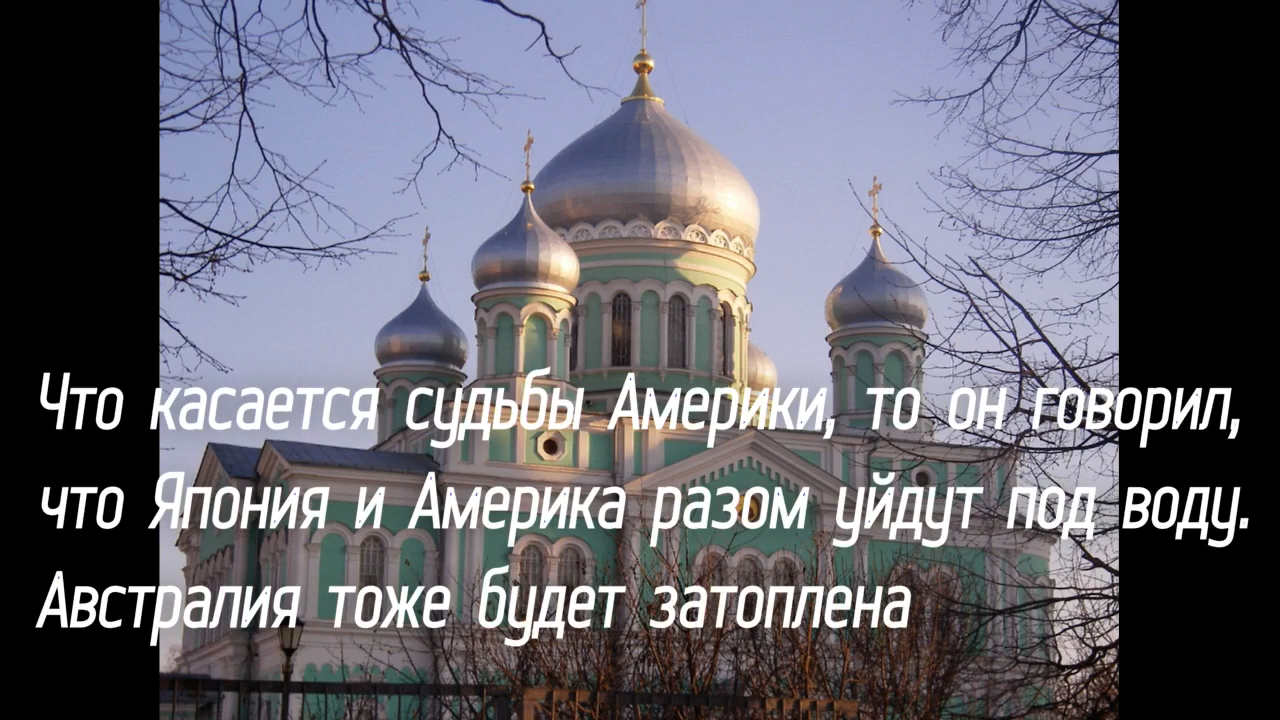 Что касается судьбы Америки, то он говорил,
что Япония и Америка разом уйдут под воду.
Австралия тоже будет затоплена